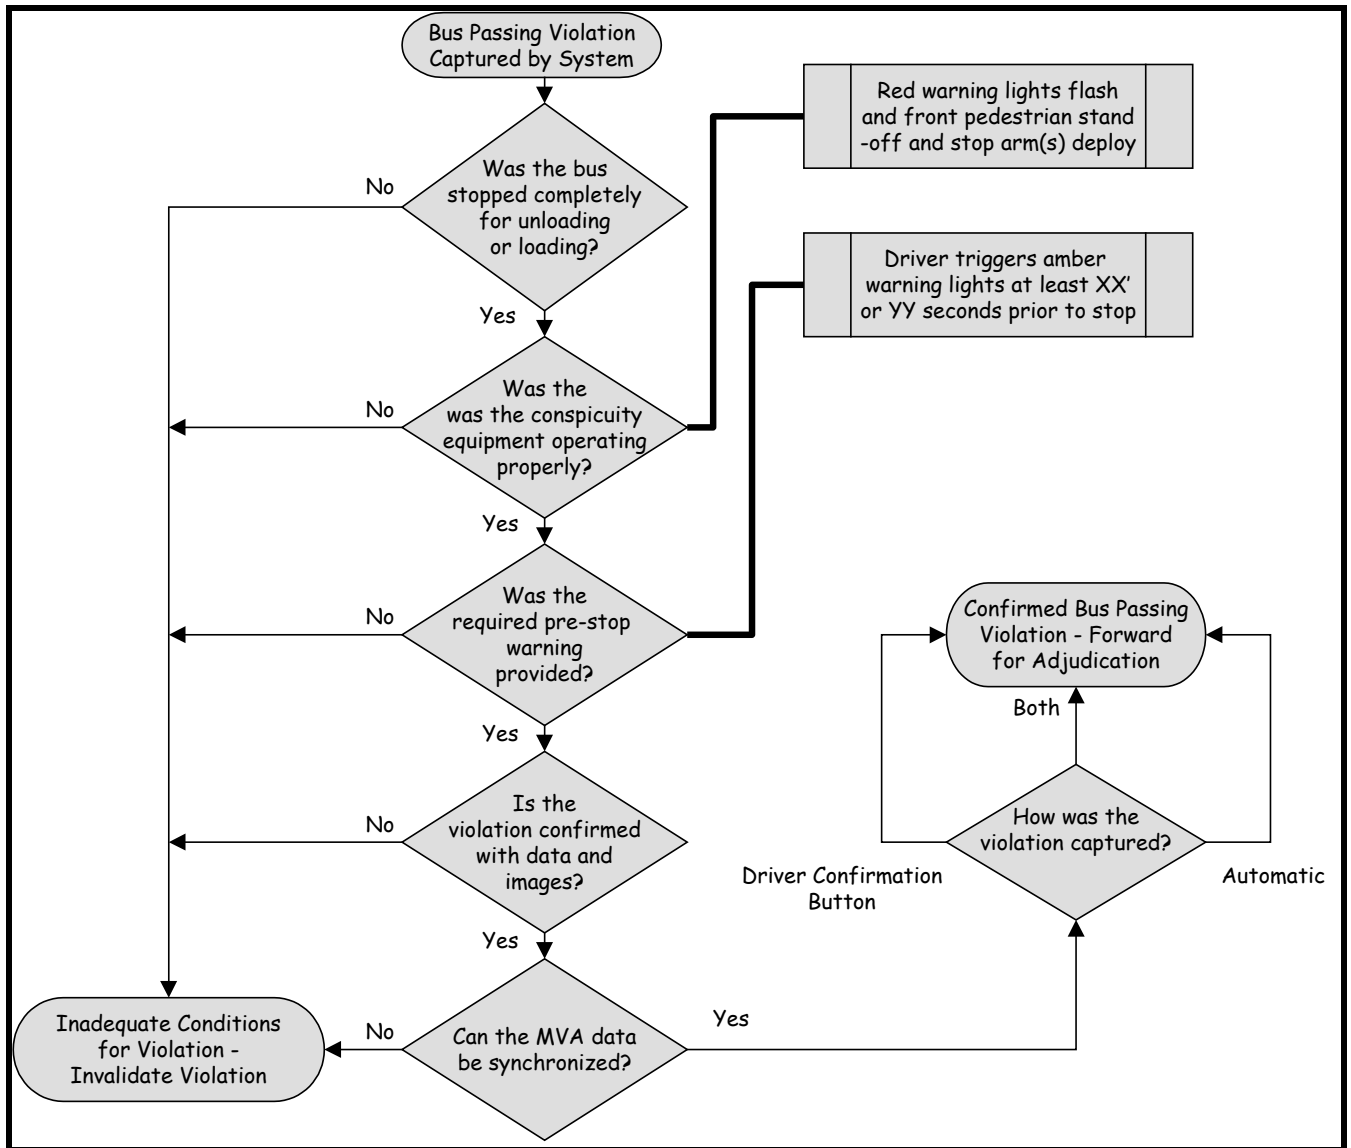 Bus Passing Violation
Captured by System
Red warning lights flash
and front pedestrian stand
-off and stop arm(s) deploy
Was the bus
stopped completely
for unloading
or loading?
No
Yes
Driver triggers amber
warning lights at least XX'
or YY seconds prior to stop
Was the
was the conspicuity
equipment operating
properly?
No
Yes
Was the
required pre-stop
warning
provided?
No
Yes
Confirmed Bus Passing
Violation - Forward
for Adjudication
Both
Is the
violation confirmed
with data and
images?
No
Yes
How was the
violation captured?
Driver Confirmation
Button
Automatic
Can the MVA data
be synchronized?
No
Yes
Inadequate Conditions
for Violation -
Invalidate Violation